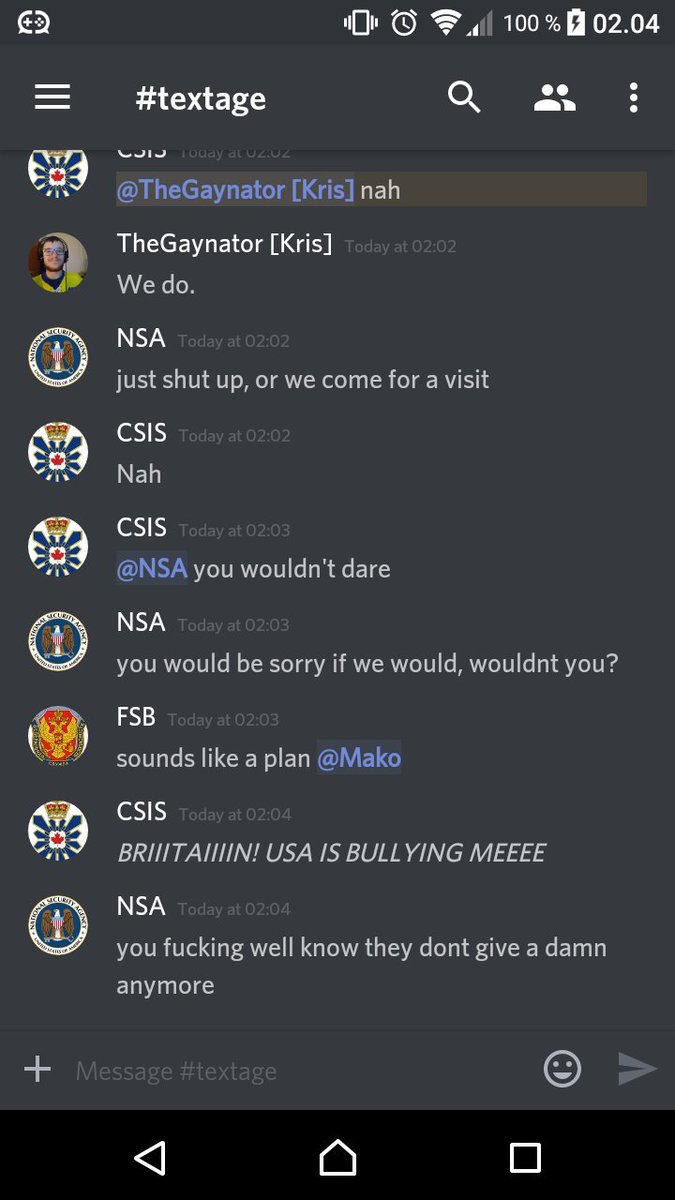 100 % 02.04
#textage
CSIS Today at 02:02
@TheGaynator [Kris] nah
TheGaynator [Kris] Today at 02:02
We do.
NSA Today at 02:02
just shut up, or we come for a visit
CSIS Today at 02:02
Nah
CSIS Today at 02:03
@NSA you wouldn't dare
NSA Today at 02:03
you would be sorry if we would, wouldnt you?
FSB Today at 02:03
sounds like a plan @Mako
CSIS Today at 02:04
BRIIITAIIIIN! USA IS BULLYING MEEEE
NSA Today at 02:04
you fucking well know they dont give a damn
anymore
Message #textage